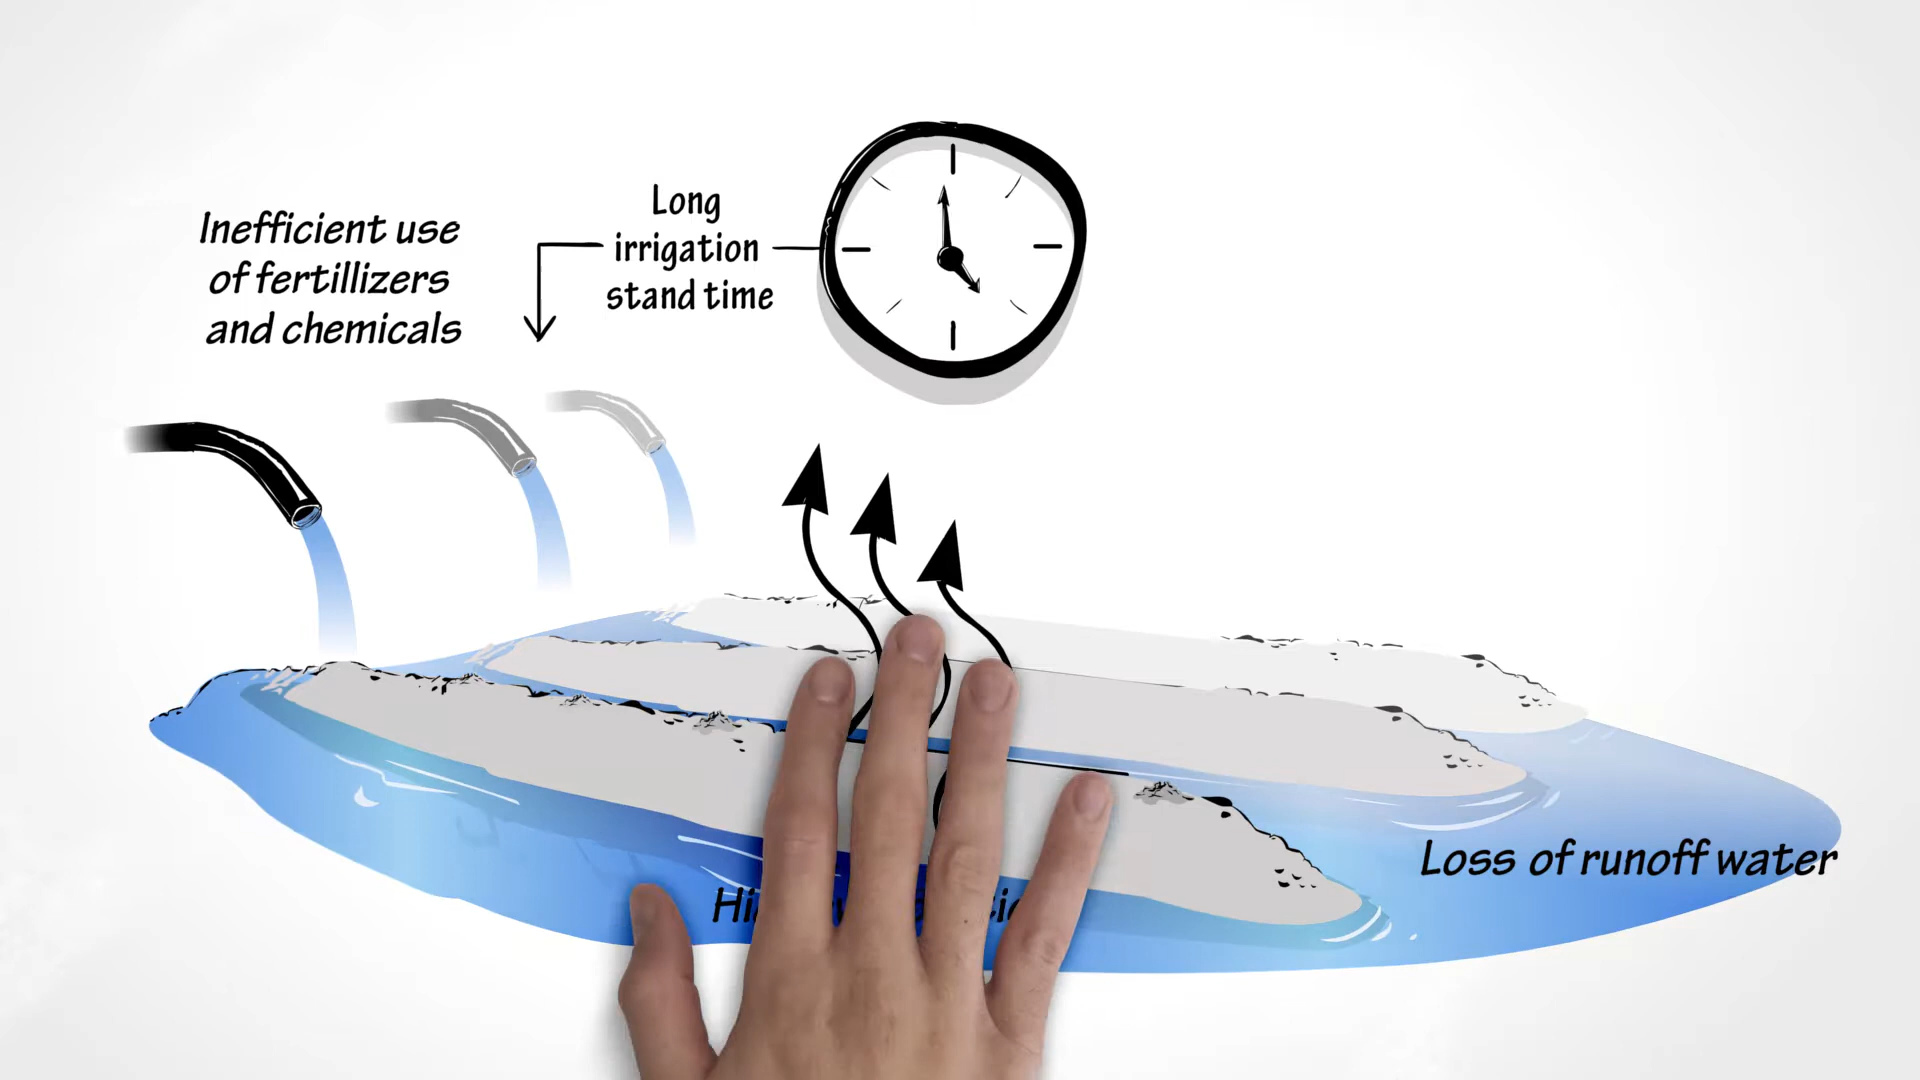 Long
irrigation
stand time
Inefficient use
of fertillizers
and chemicals
Loss of runoff water